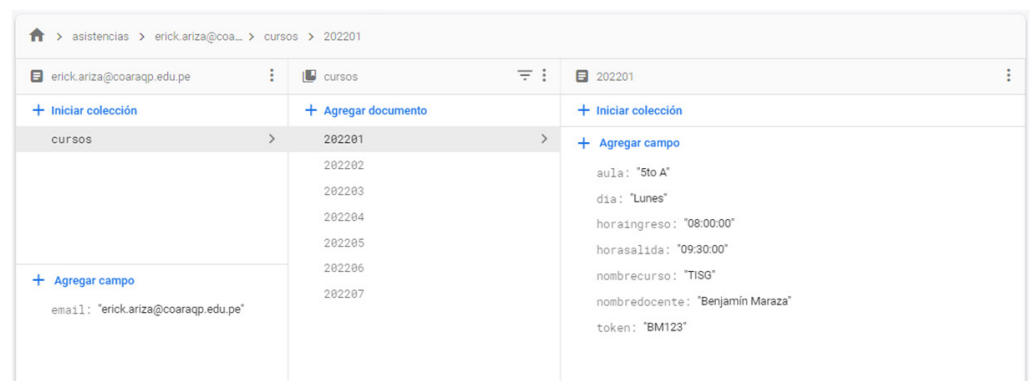 > asistencias > erick.ariza@coa... > cursos > 202201
erick.ariza@coaraqp.edu.pe
+ Iniciar colección
cursos >
+ Agregar campo
email: "erick.ariza@coaraqp.edu.pe"
cursos
+ Agregar documento
202201 >
202202
202203
202204
202205
202206
202207
202201
+ Iniciar colección
+ Agregar campo
aula: "5to A"
dia: "Lunes"
horaingreso: "08:00:00"
horasalida: "09:30:00"
nombrecurso: "TISG"
nombredocente: "Benjamín Maraza"
token: "BM123"